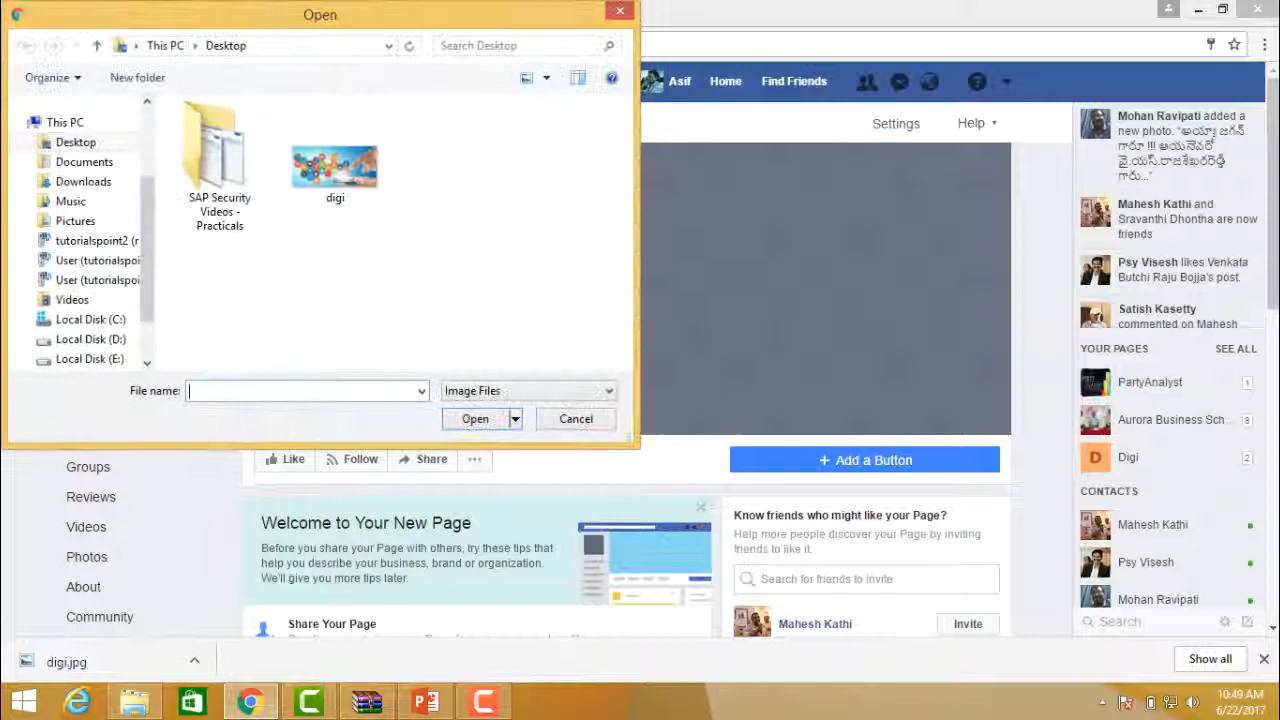 Open
This PC
Desktop
Search Desktop
Organize
New folder
This PC
Desktop
Documents
Downloads
Music
Pictures
tutorialspoint2 (r
User (tutorialspoi
User (tutorialspoi
Videos
Local Disk (C:)
Local Disk (D:)
Local Disk (E:)
SAP Security
Videos -
Practicals
digi
File name:
Image Files
Open
Cancel
Asif
Home
Find Friends
Settings
Help
Mohan Ravipati added a
new photo. "అయ్యా జగన్
గారూ !!! ఆయనెవరో
వై.యస్.రాజశేఖరరెడ్డి
గారు..."
Mahesh Kathi and
Sravanthi Dhontha are now
friends
Psy Visesh likes Venkata
Butchi Raju Bojja's post.
Satish Kasetty
commented on Mahesh
YOUR PAGES SEE ALL
PartyAnalyst 1
Aurora Business Sch... 8
D Digi 2
CONTACTS
Mahesh Kathi
Psy Visesh
Mohan Ravipati
Search
Groups
Reviews
Videos
Photos
About
Community
Like
Follow
Share
+ Add a Button
Welcome to Your New Page
Before you share your Page with others, try these tips that
help you describe your business, brand or organization.
We'll give you more tips later.
Share Your Page
Know friends who might like your Page?
Help more people discover your Page by inviting
friends to like it.
Search for friends to invite
Mahesh Kathi
Invite
digi.jpg
Show all
10:49 AM
6/22/2017